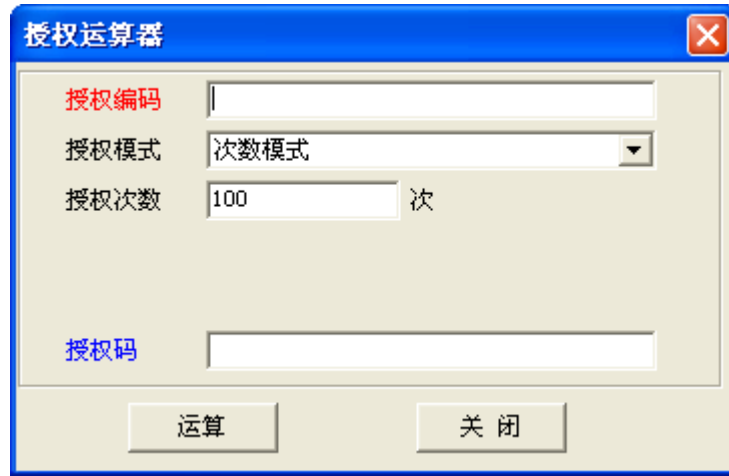 授权运算器
授权编码
授权模式 次数模式
授权次数 100 次
授权码
运算 关 闭